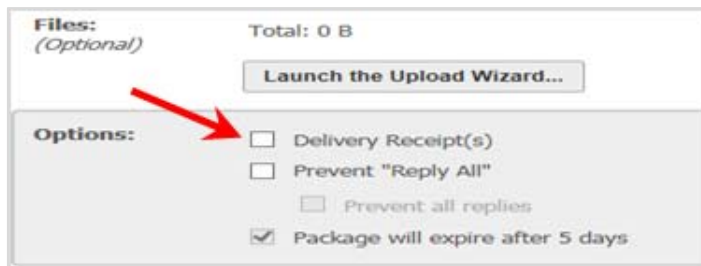 Files:
(Optional)
Total: 0 B
Launch the Upload Wizard...
Options:
Delivery Receipt(s)
Prevent "Reply All"
Prevent all replies
Package will expire after 5 days